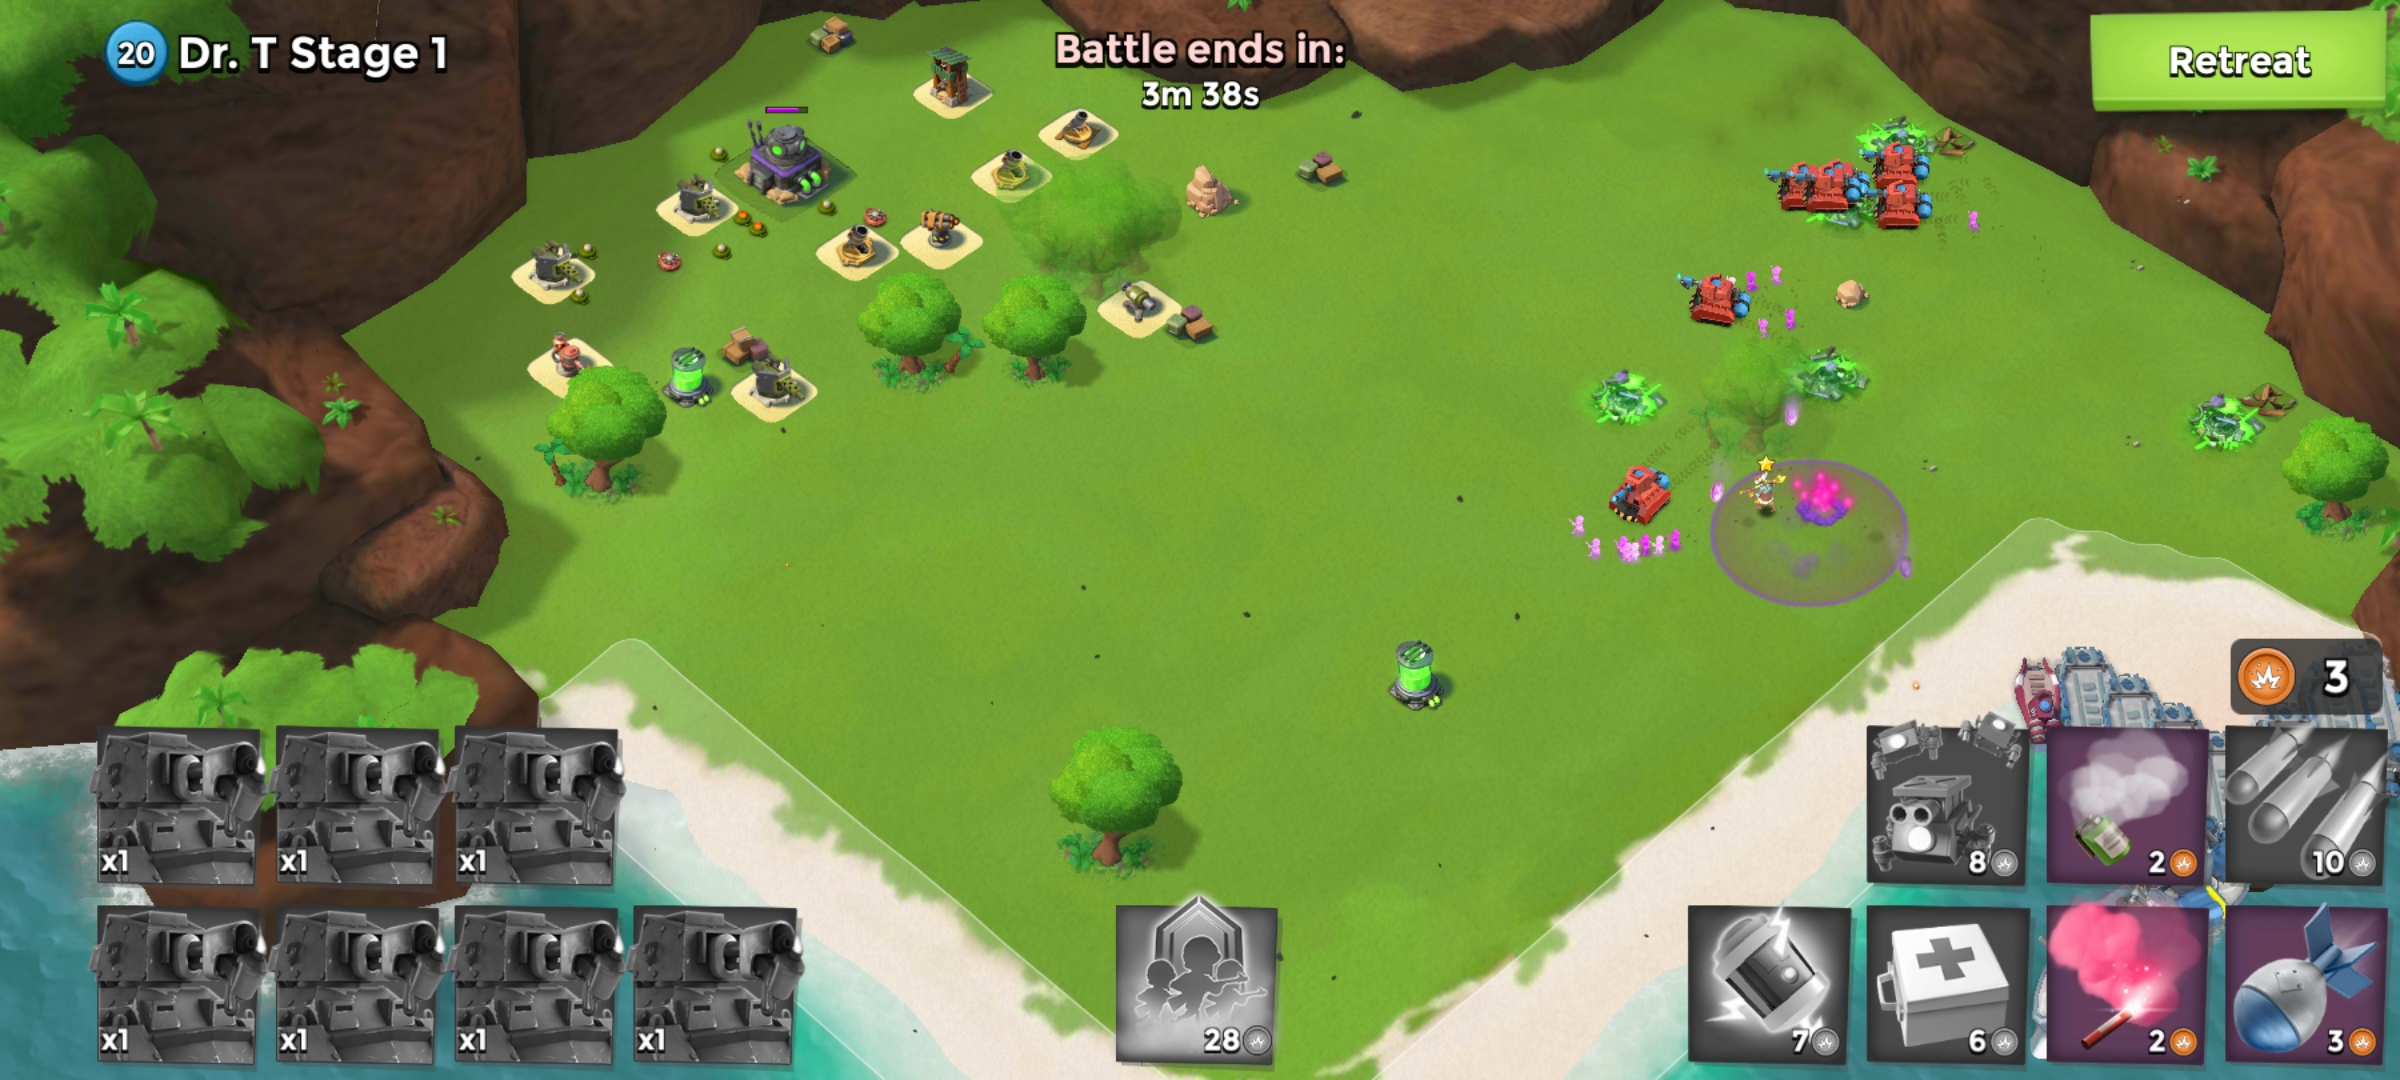 20 Dr. T Stage 1
Battle ends in:
3m 38s
Retreat
3
x1 x1 x1
8 2 10
x1 x1 x1 x1
28
7 6 2 3